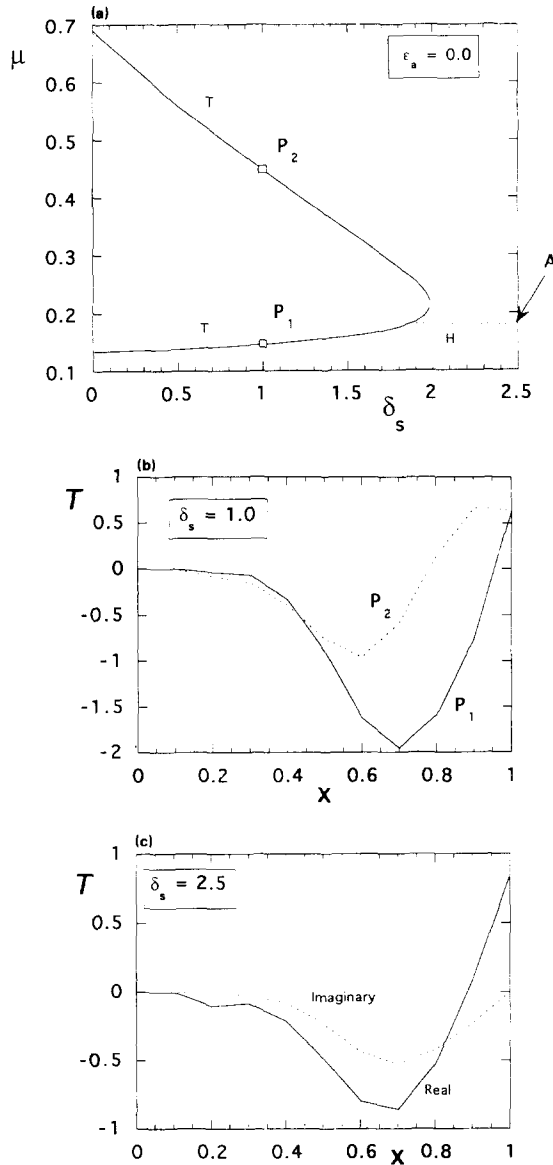 (a)
0.7
μ
0.6
0.5
0.4
0.3
0.2
0.1
ε_a = 0.0
T
P_2
T
P_1
H
A
0 0.5 1 1.5 2 2.5
δ_s
(b)
1
T
0.5
0
-0.5
-1
-1.5
-2
δ_s = 1.0
P_2
P_1
0 0.2 0.4 0.6 0.8 1
X
(c)
1
T
0.5
0
-0.5
-1
δ_s = 2.5
Imaginary
Real
0 0.2 0.4 0.6 0.8 1
X